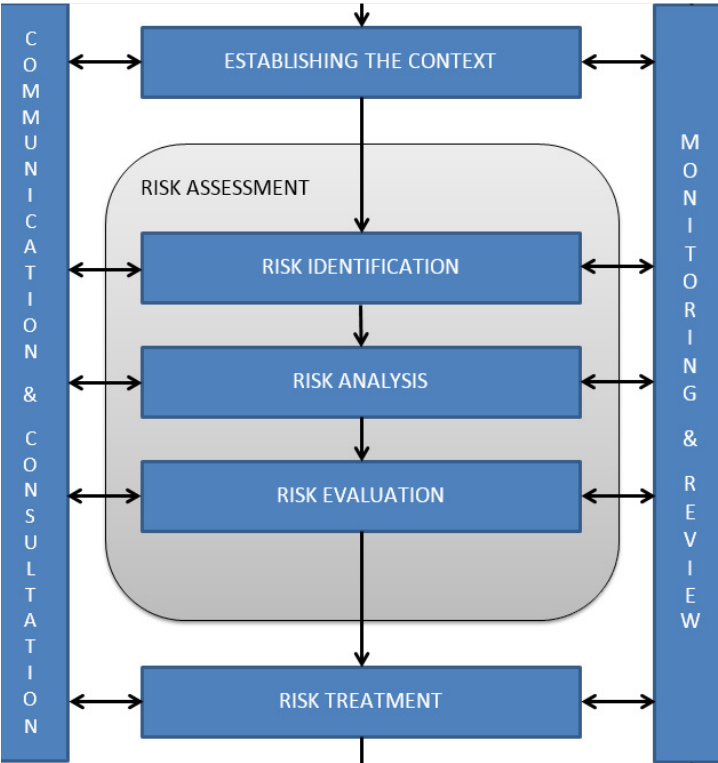 COMMUNICATION & CONSULTATION
ESTABLISHING THE CONTEXT
RISK ASSESSMENT
RISK IDENTIFICATION
RISK ANALYSIS
RISK EVALUATION
RISK TREATMENT
MONITORING & REVIEW